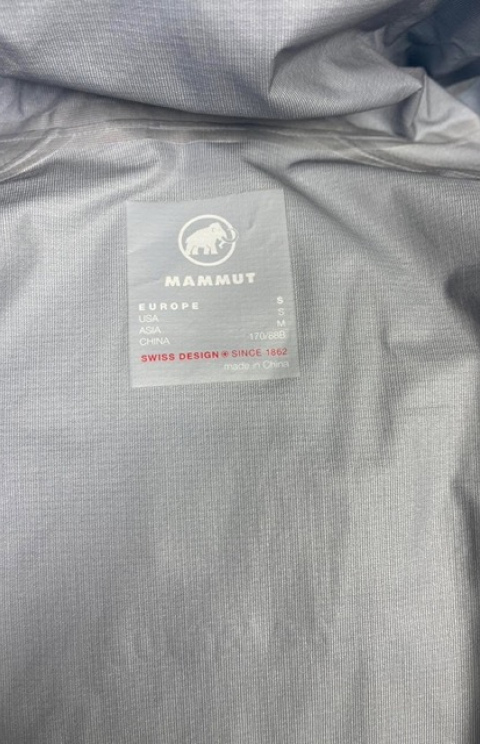 MAMMUT
EUROPE S
USA S
ASIA M
CHINA 170/88B
SWISS DESIGN SINCE 1862
made in China